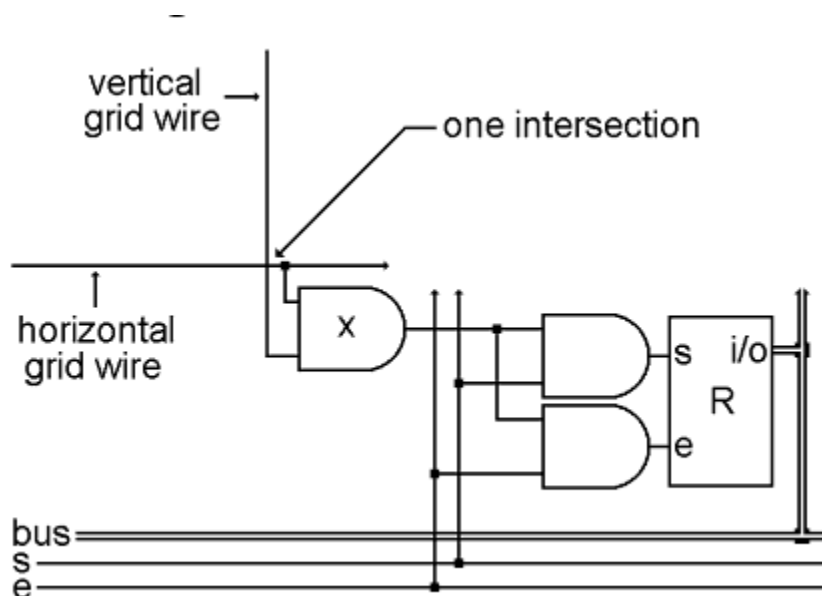 vertical
grid wire
one intersection
horizontal
grid wire
X
s
i/o
R
e
bus
s
e